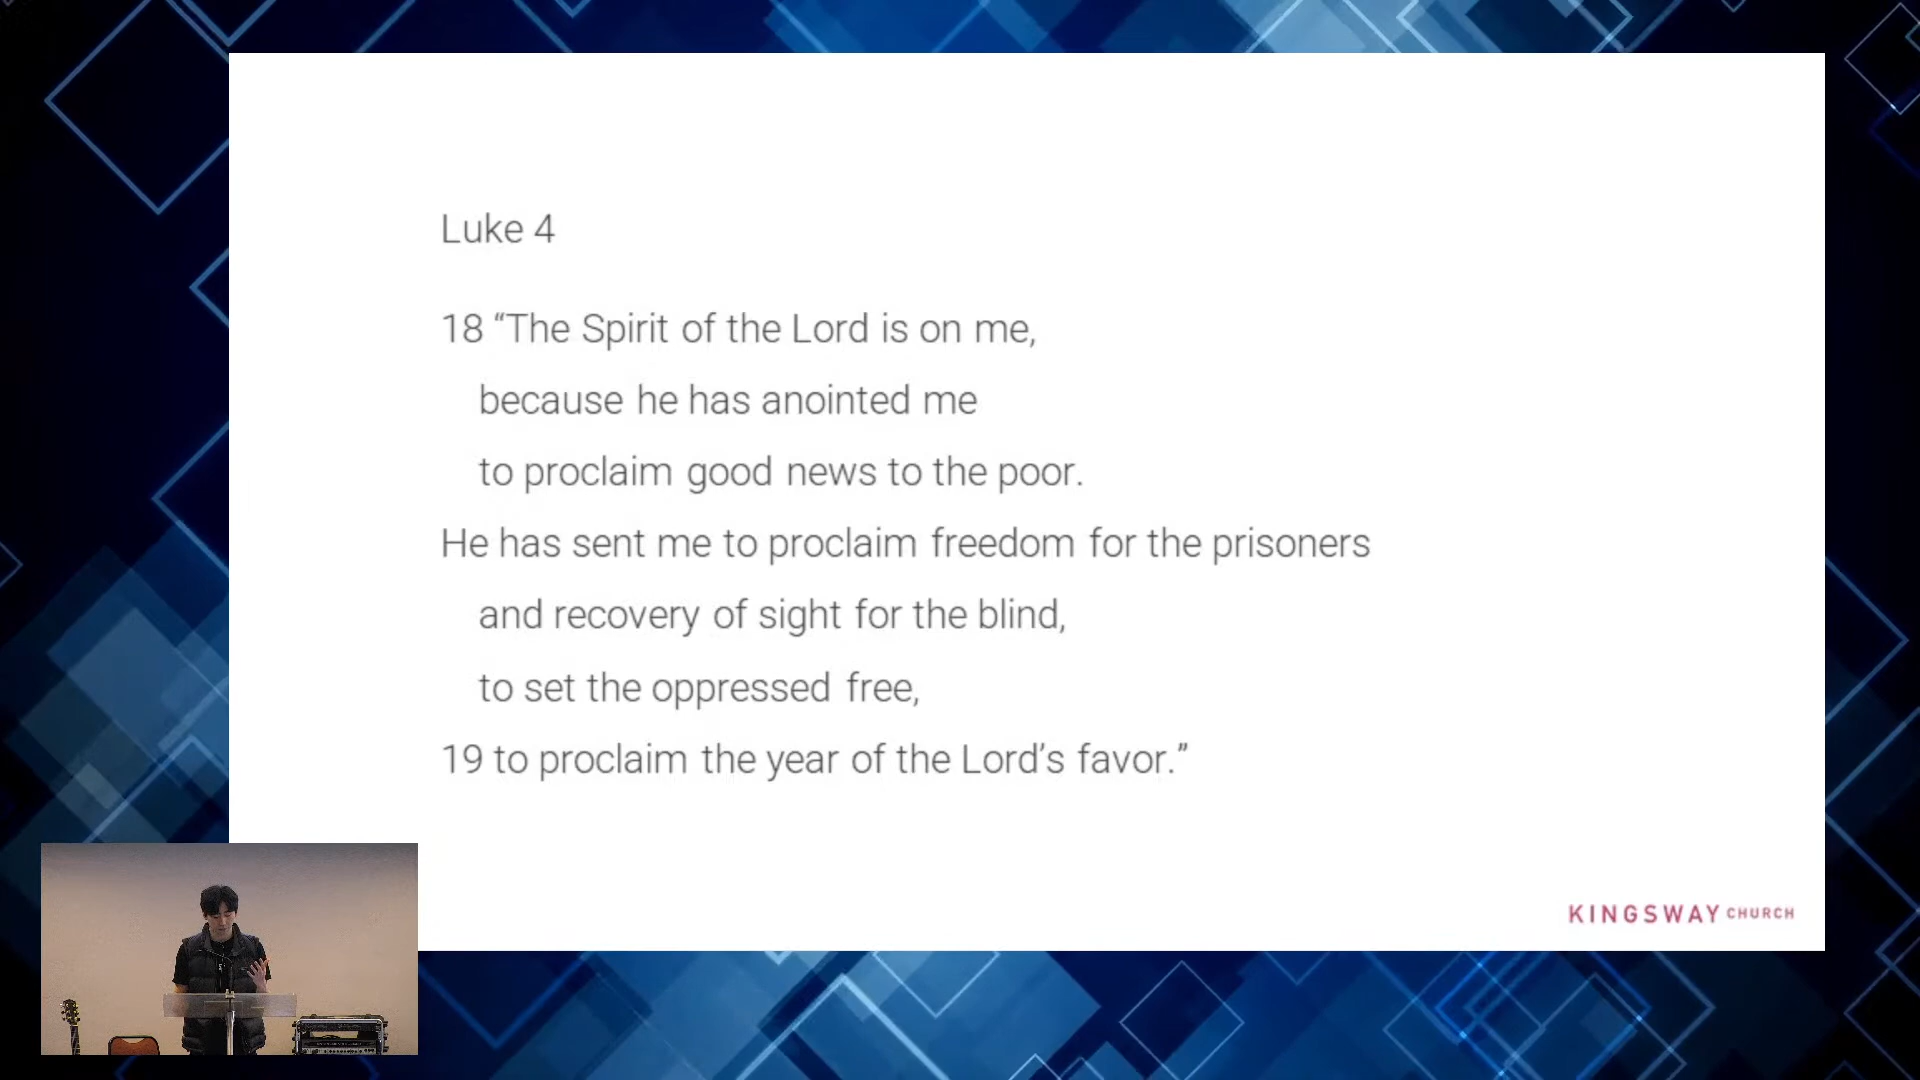 Luke 4
18 “The Spirit of the Lord is on me,
because he has anointed me
to proclaim good news to the poor.
He has sent me to proclaim freedom for the prisoners
and recovery of sight for the blind,
to set the oppressed free,
19 to proclaim the year of the Lord’s favor.”
KINGSWAY CHURCH